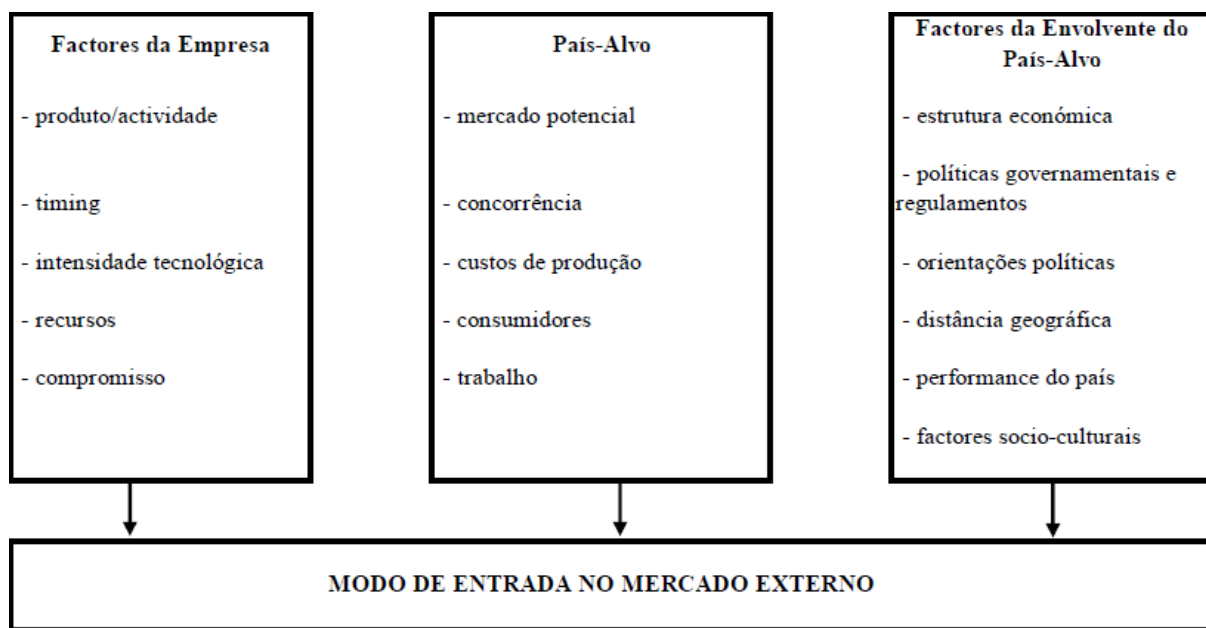 Factores da Empresa
- produto/actividade
- timing
- intensidade tecnológica
- recursos
- compromisso
País-Alvo
- mercado potencial
- concorrência
- custos de produção
- consumidores
- trabalho
Factores da Envolvente do
País-Alvo
- estrutura económica
- políticas governamentais e
regulamentos
- orientações políticas
- distância geográfica
- performance do país
- factores socio-culturais
MODO DE ENTRADA NO MERCADO EXTERNO